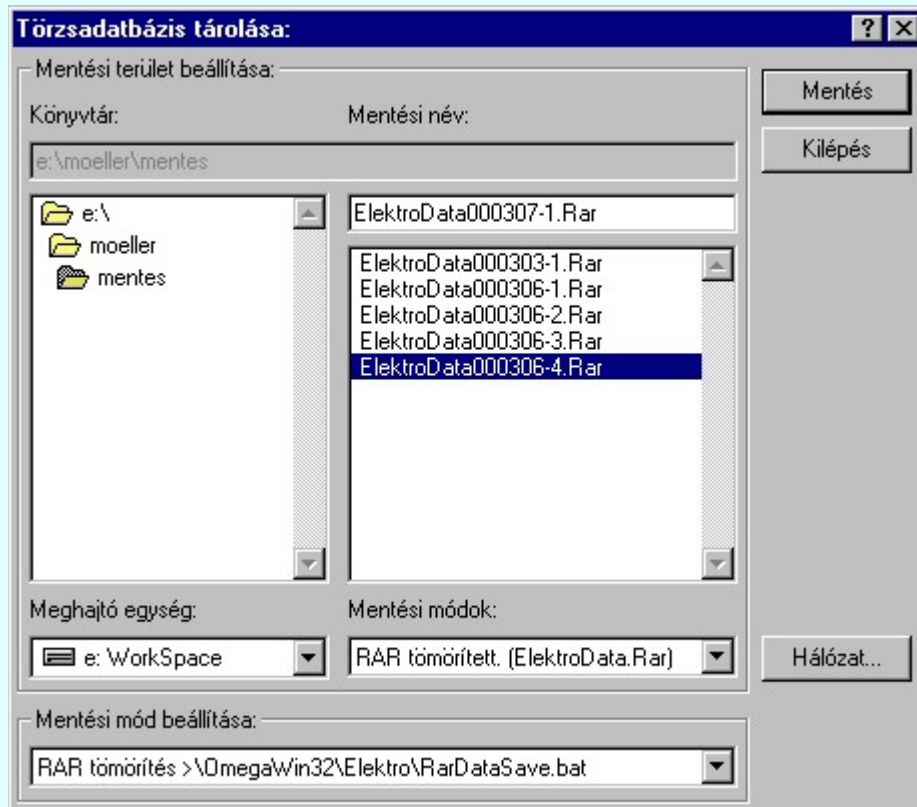 Törzsadatbázis tárolása:
Mentési terület beállítása:
Könyvtár:
Mentési név:
e:\moeller\mentes
e:\
moeller
mentes
ElektroData000307-1.Rar
ElektroData000303-1.Rar
ElektroData000306-1.Rar
ElektroData000306-2.Rar
ElektroData000306-3.Rar
ElektroData000306-4.Rar
Meghajtó egység:
Mentési módok:
e: WorkSpace
RAR tömörített. (ElektroData.Rar)
Mentési mód beállítása:
RAR tömörítés >\OmegaWin32\Elektro\RarDataSave.bat
Mentés
Kilépés
Hálózat...